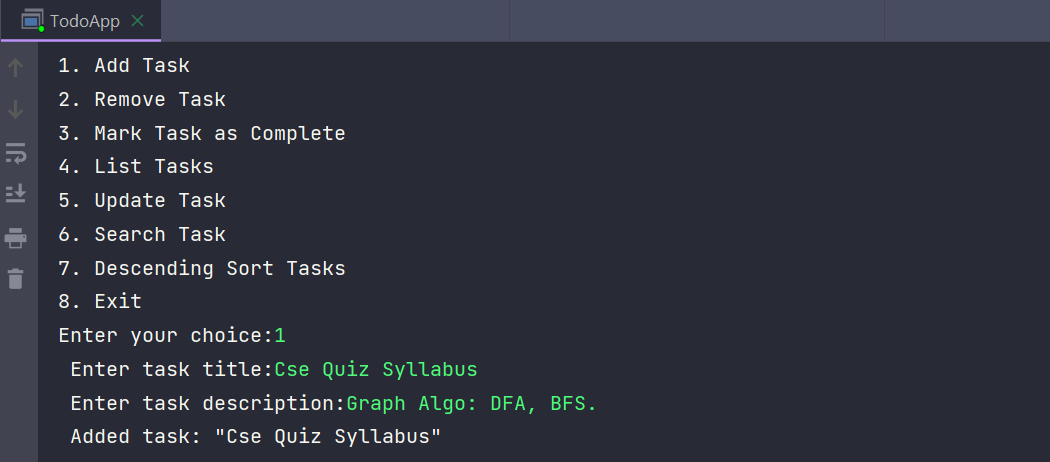 TodoApp
1. Add Task
2. Remove Task
3. Mark Task as Complete
4. List Tasks
5. Update Task
6. Search Task
7. Descending Sort Tasks
8. Exit
Enter your choice:1
Enter task title:Cse Quiz Syllabus
Enter task description:Graph Algo: DFA, BFS.
Added task: "Cse Quiz Syllabus"